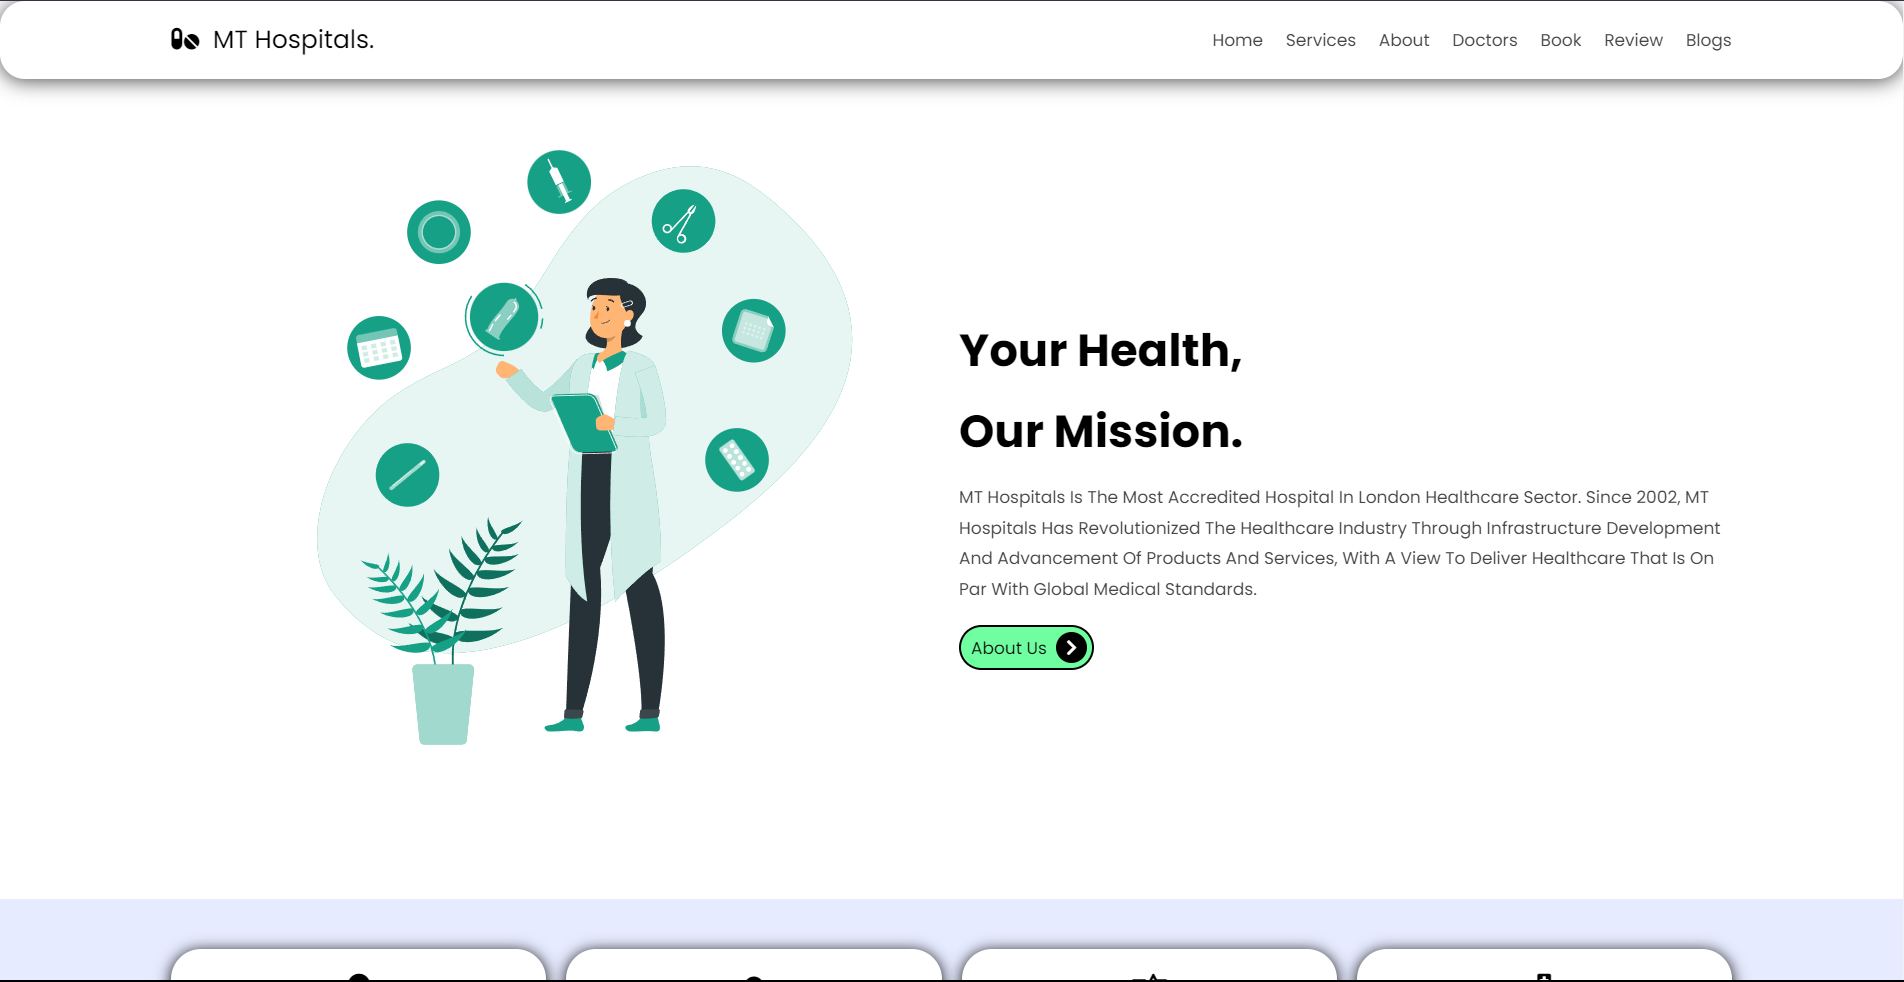 MT Hospitals.
Home Services About Doctors Book Review Blogs
Your Health,
Our Mission.
MT Hospitals Is The Most Accredited Hospital In London Healthcare Sector. Since 2002, MT
Hospitals Has Revolutionized The Healthcare Industry Through Infrastructure Development
And Advancement Of Products And Services, With A View To Deliver Healthcare That Is On
Par With Global Medical Standards.
About Us